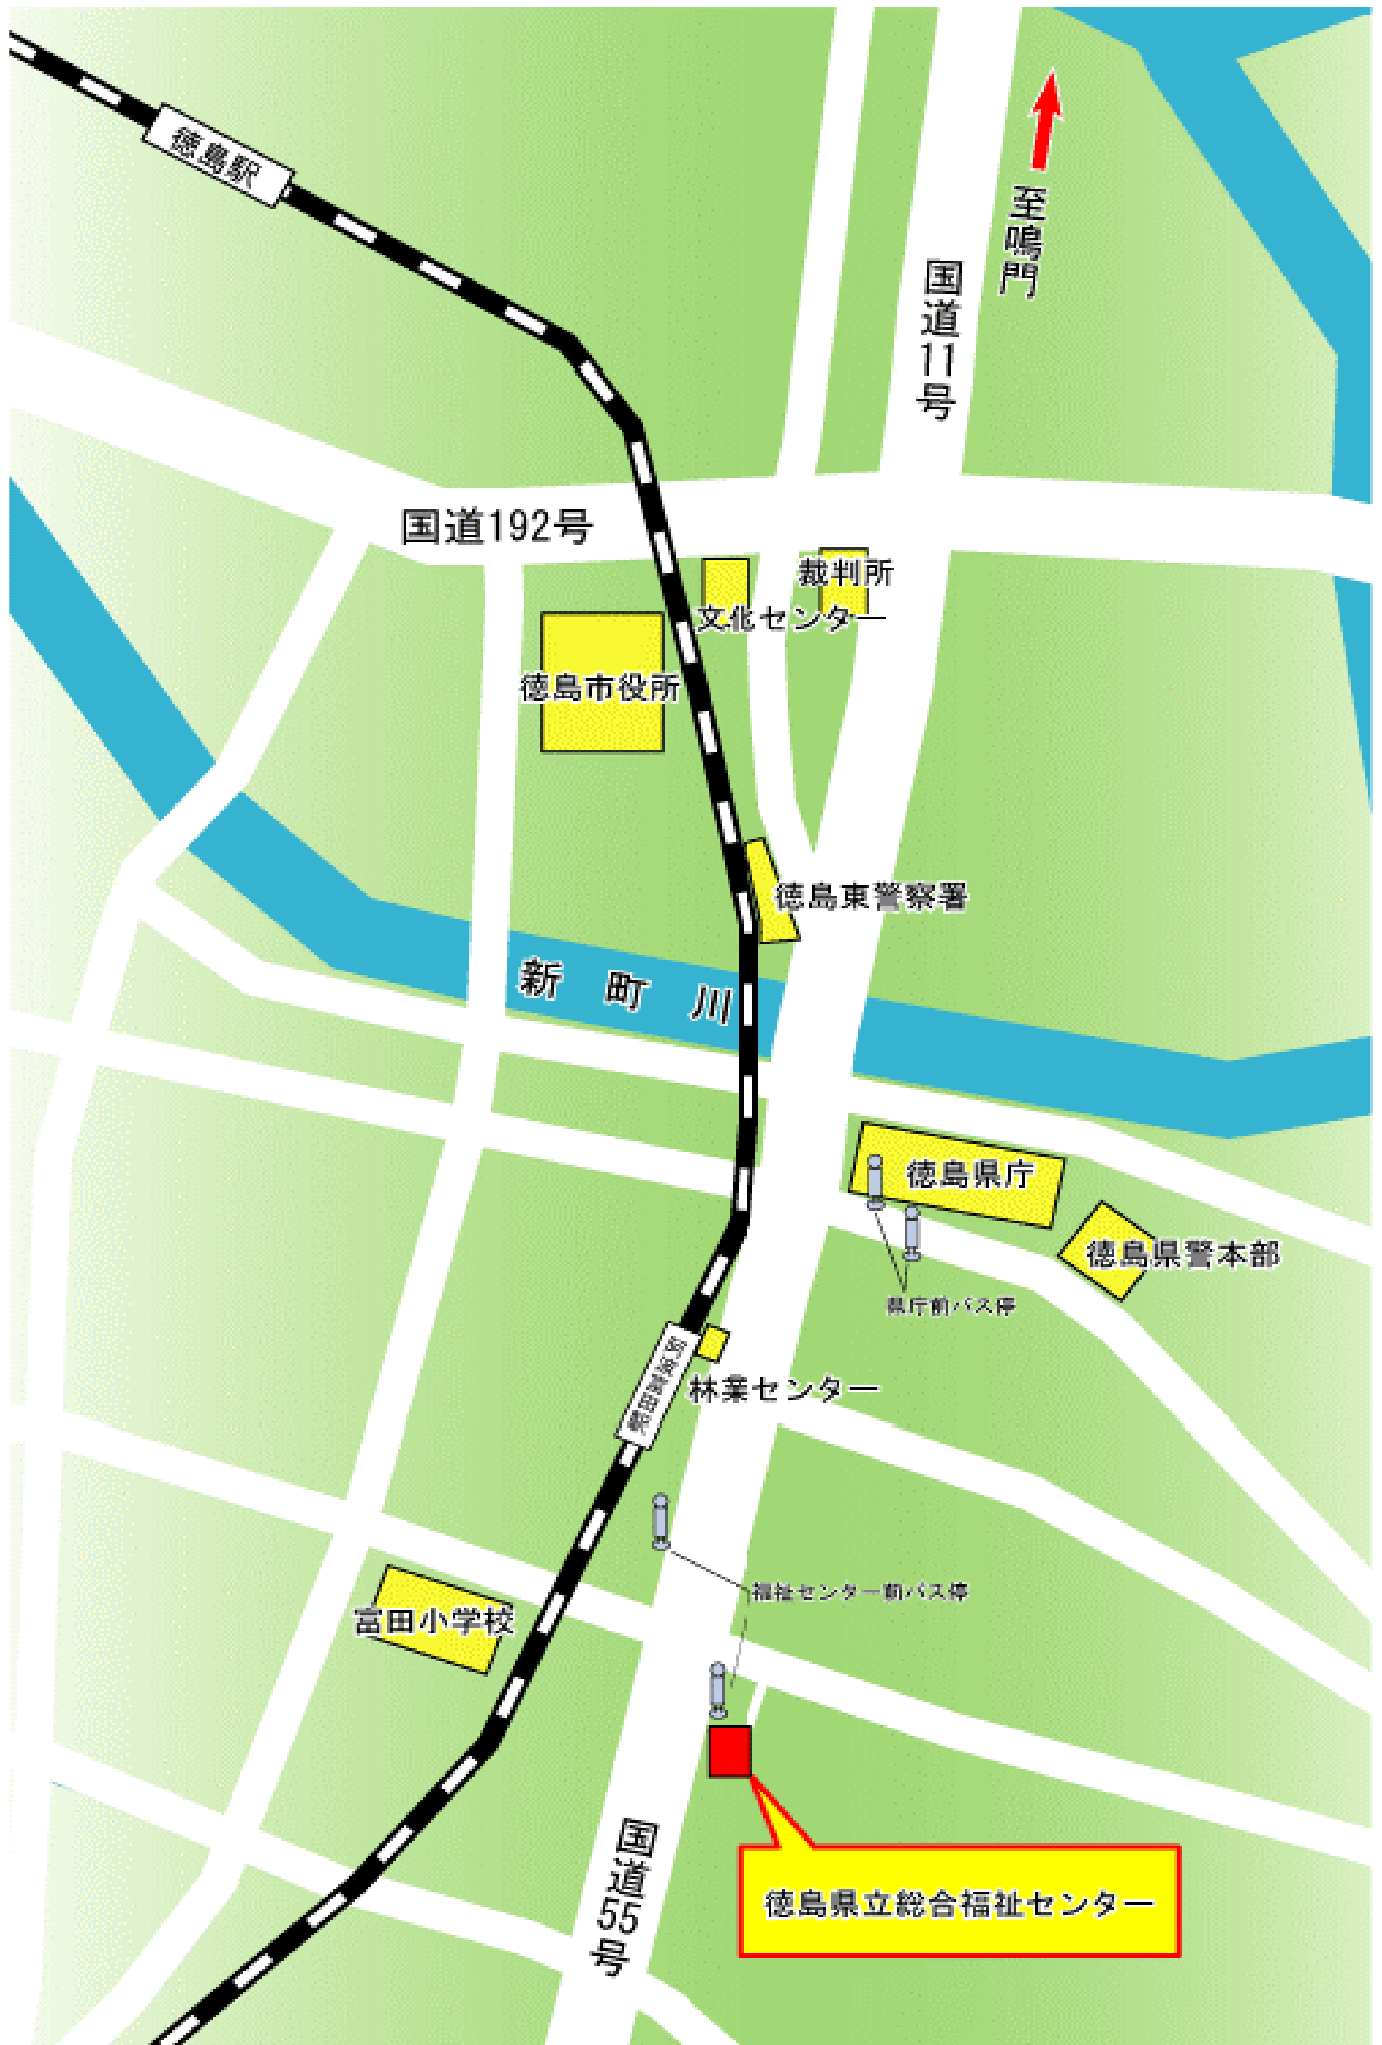 徳島駅
至鳴門
国道11号
国道192号
裁判所
文化センター
徳島市役所
徳島東警察署
新町川
徳島県庁
徳島県警本部
県庁前バス停
林業センター
福祉センター前バス停
富田小学校
国道55号
徳島県立総合福祉センター